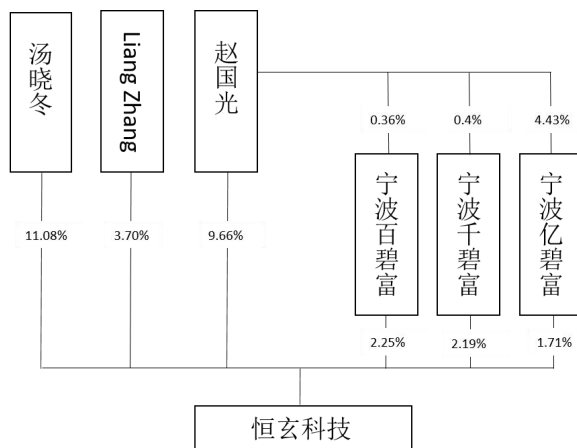 汤晓冬
Liang Zhang
赵国光
0.36%
0.4%
4.43%
宁波百碧富
宁波千碧富
宁波亿碧富
11.08%
3.70%
9.66%
2.25%
2.19%
1.71%
恒玄科技